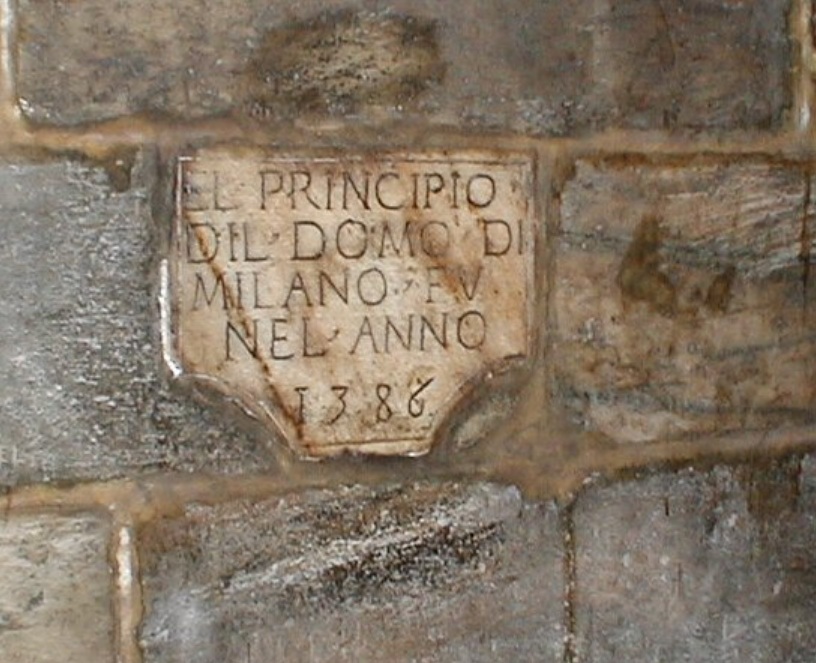 EL PRINCIPIO
DIL DOMO DI
MILANO FV
NEL ANNO
1386